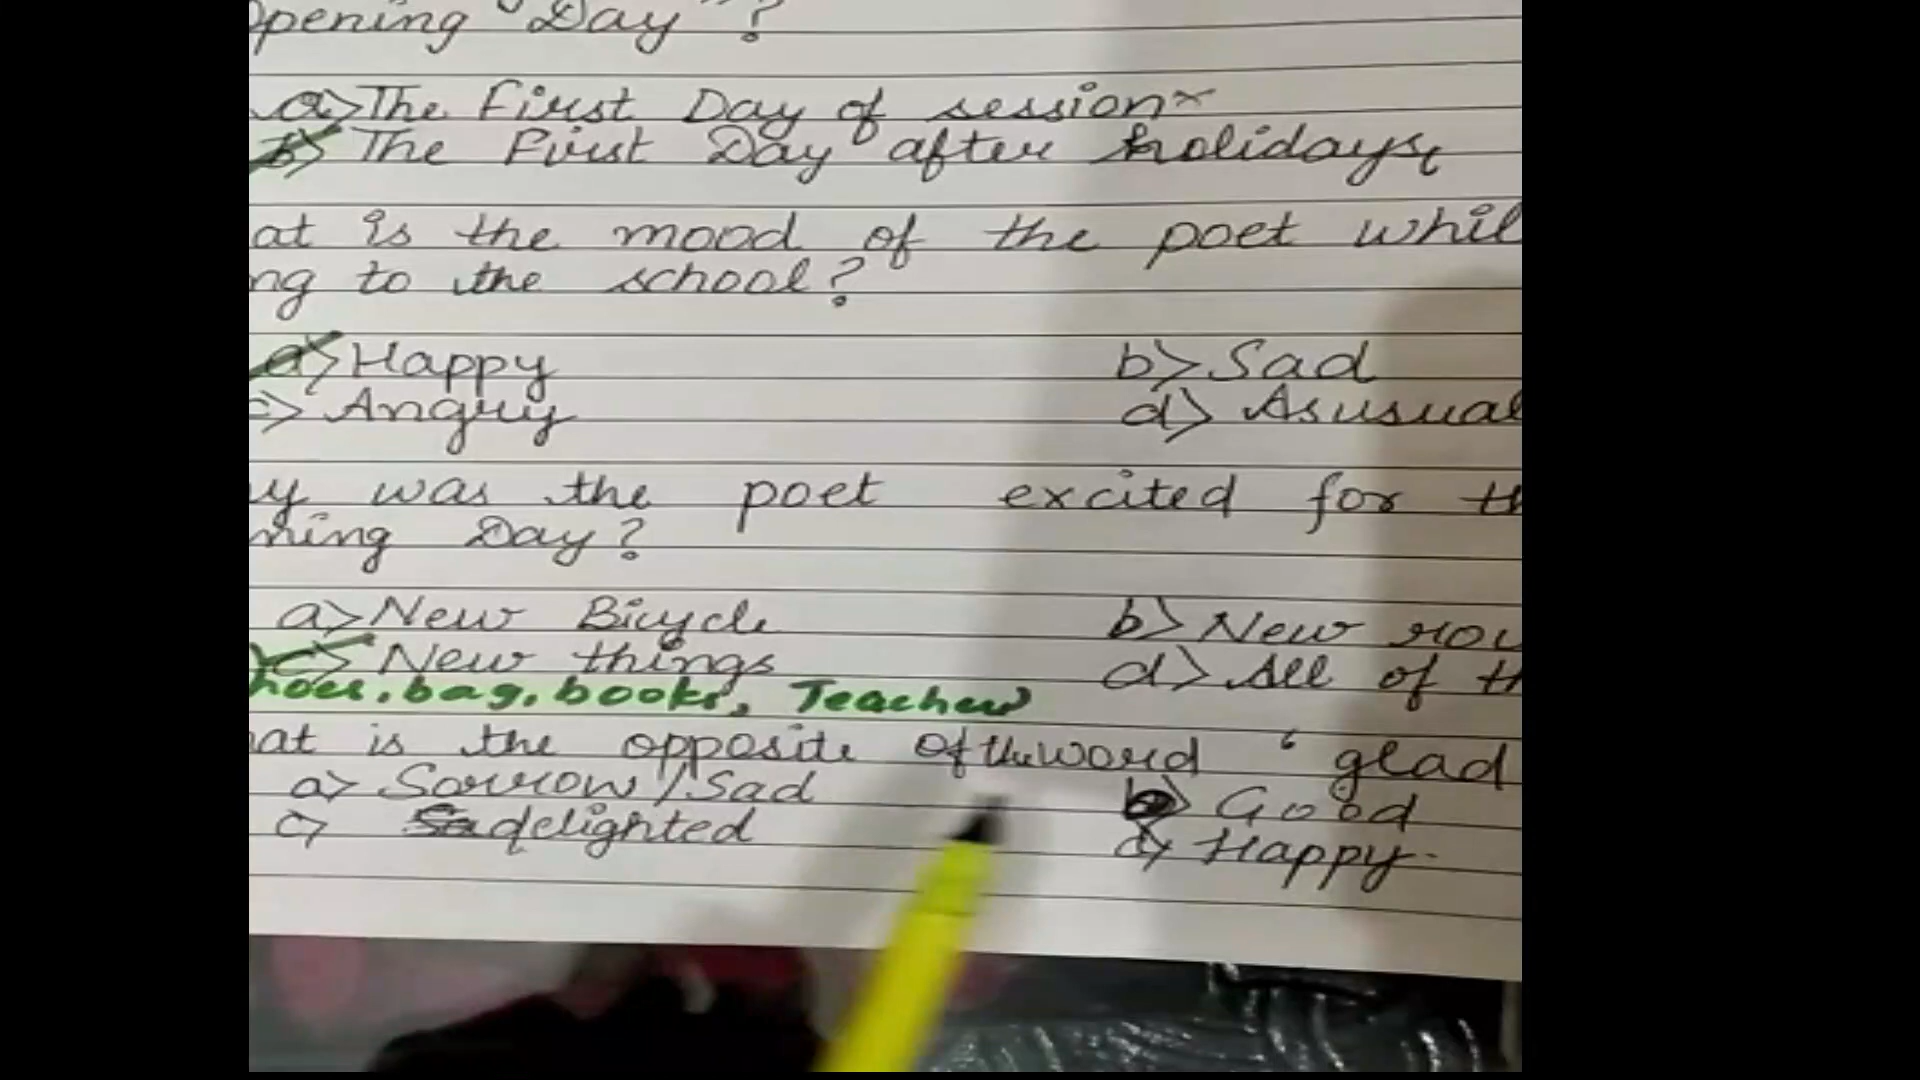 opening "Day"?
a> The First Day of session
b> The First Day after holidays
at is the mood of the poet whil
ng to the school?
a> Happy b> Sad
c> Angry d> Asusual
y was the poet excited for th
ning Day?
a> New Bicycle b> New rou
c> New things d> All of th
hoes, bag, books, Teacher
at is the opposite of the word ‘glad
a> Sorrow/Sad b> Good
c> delighted d> Happy